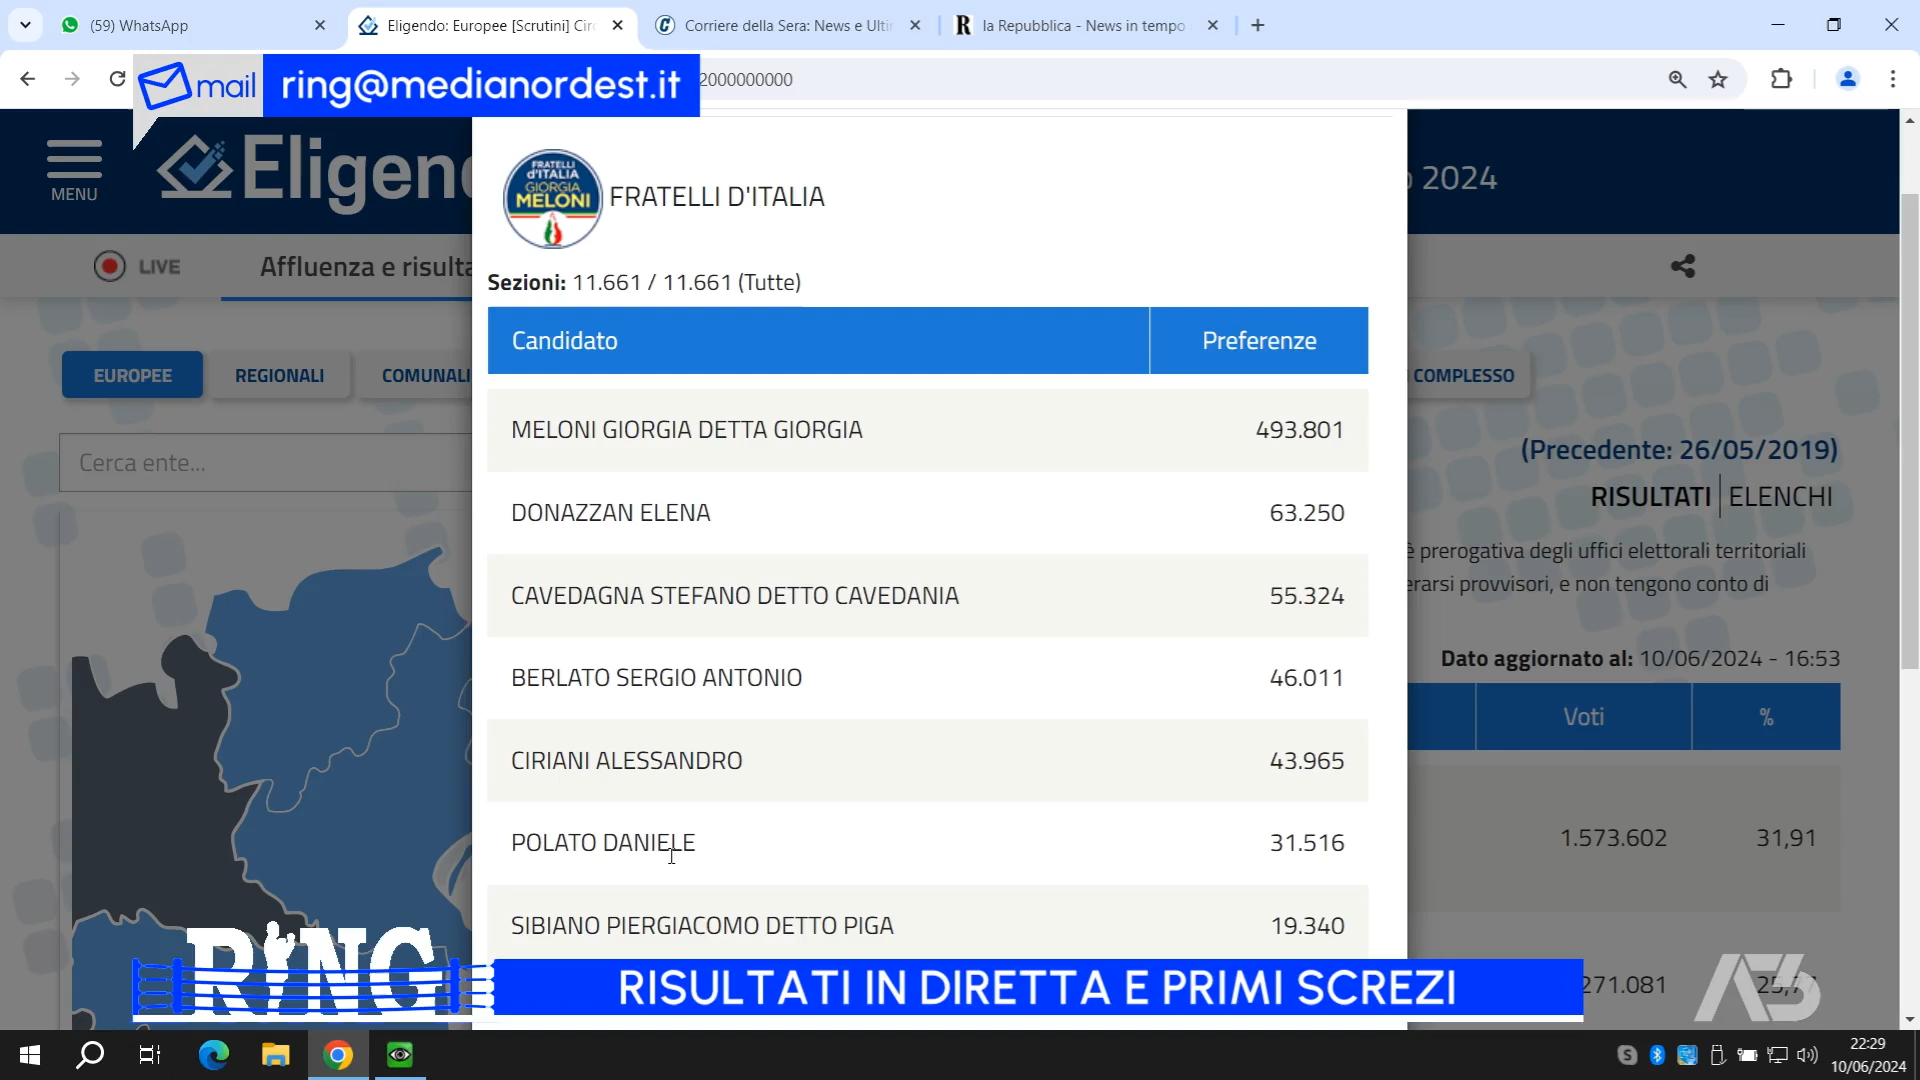 (59) WhatsApp
Eligendo: Europee [Scrutini] Circ
Corriere della Sera: News e Ulti
la Repubblica - News in tempo
mail
ring@medianordest.it
2000000000
MENU
Eligend
2024
FRATELLI
d'ITALIA
GIORGIA
MELONI
FRATELLI D'ITALIA
LIVE
Affluenza e risulta
Sezioni: 11.661 / 11.661 (Tutte)
Candidato
Preferenze
EUROPEE
REGIONALI
COMUNALI
COMPLESSO
MELONI GIORGIA DETTA GIORGIA
493.801
Cerca ente...
(Precedente: 26/05/2019)
RISULTATI
ELENCHI
DONAZZAN ELENA
63.250
è prerogativa degli uffici elettorali territoriali
erarsi provvisori, e non tengono conto di
CAVEDAGNA STEFANO DETTO CAVEDANIA
55.324
Dato aggiornato al: 10/06/2024 - 16:53
BERLATO SERGIO ANTONIO
46.011
Voti
%
CIRIANI ALESSANDRO
43.965
POLATO DANIELE
31.516
1.573.602
31,91
SIBIANO PIERGIACOMO DETTO PIGA
19.340
RING
RISULTATI IN DIRETTA E PRIMI SCREZI
271.081
A3
22:29
10/06/2024